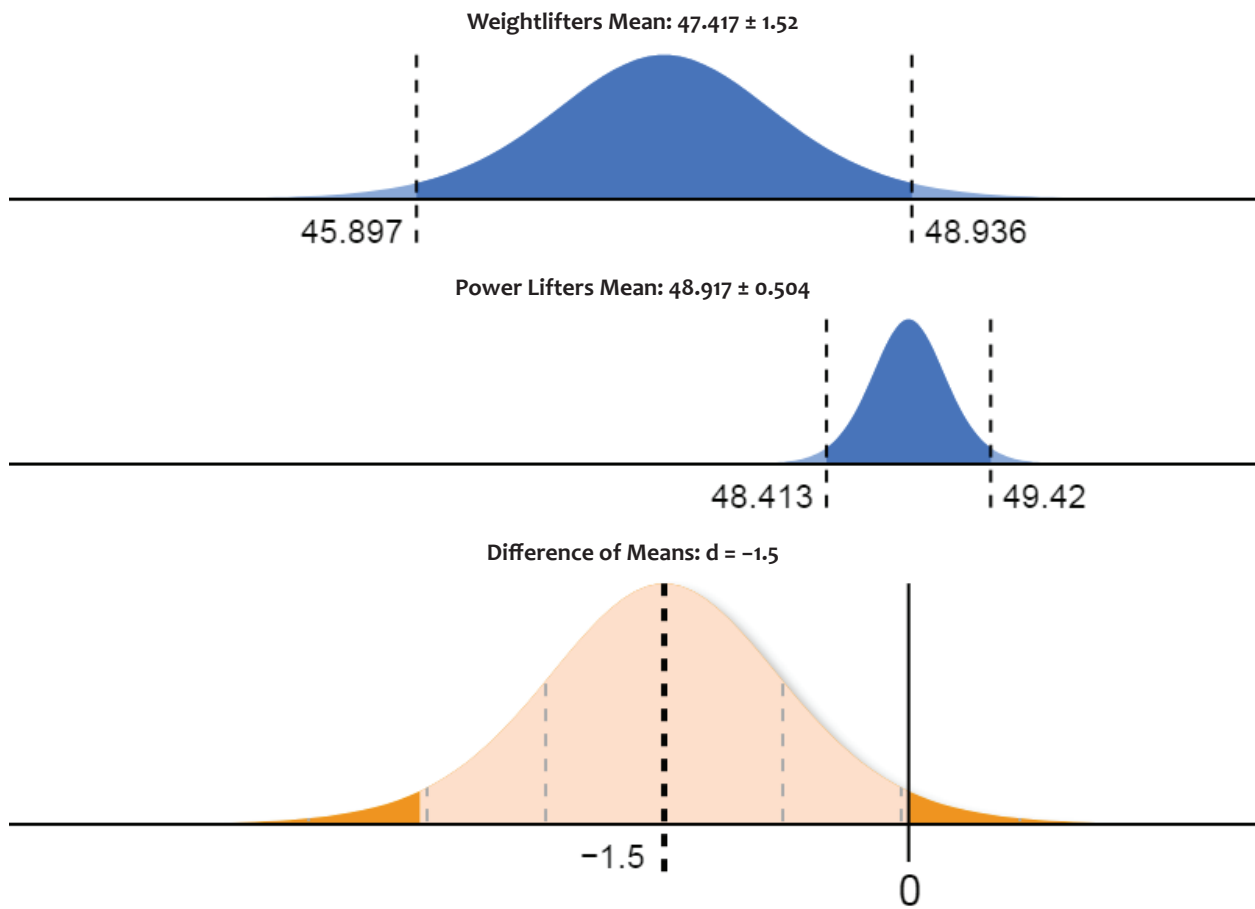 Weightlifters Mean: 47.417 ± 1.52
45.897
48.936
Power Lifters Mean: 48.917 ± 0.504
48.413
49.42
Difference of Means: d = −1.5
−1.5
0